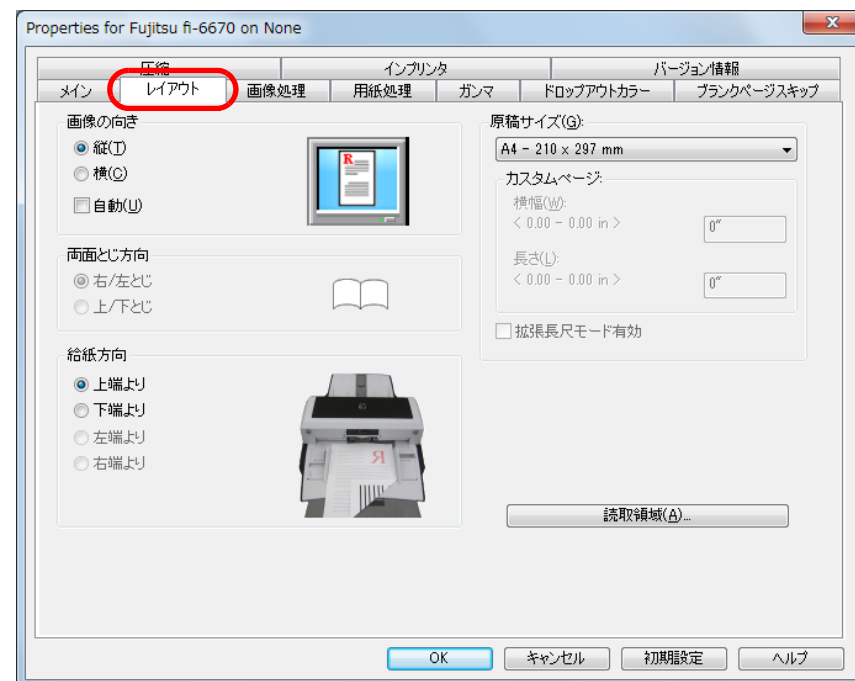 Properties for Fujitsu fi-6670 on None
圧縮 インプリンタ バージョン情報
メイン レイアウト 画像処理 用紙処理 ガンマ ドロップアウトカラー ブランクページスキップ
画像の向き
縦(T)
横(C)
自動(U)
R
両面とじ方向
右/左とじ
上/下とじ
給紙方向
上端より
下端より
左端より
右端より
R
原稿サイズ(G):
A4 - 210 x 297 mm
カスタムページ:
横幅(W):
< 0.00 - 0.00 in >
0"
長さ(L):
< 0.00 - 0.00 in >
0"
拡張長尺モード有効
読取領域(A)...
OK キャンセル 初期設定 ヘルプ